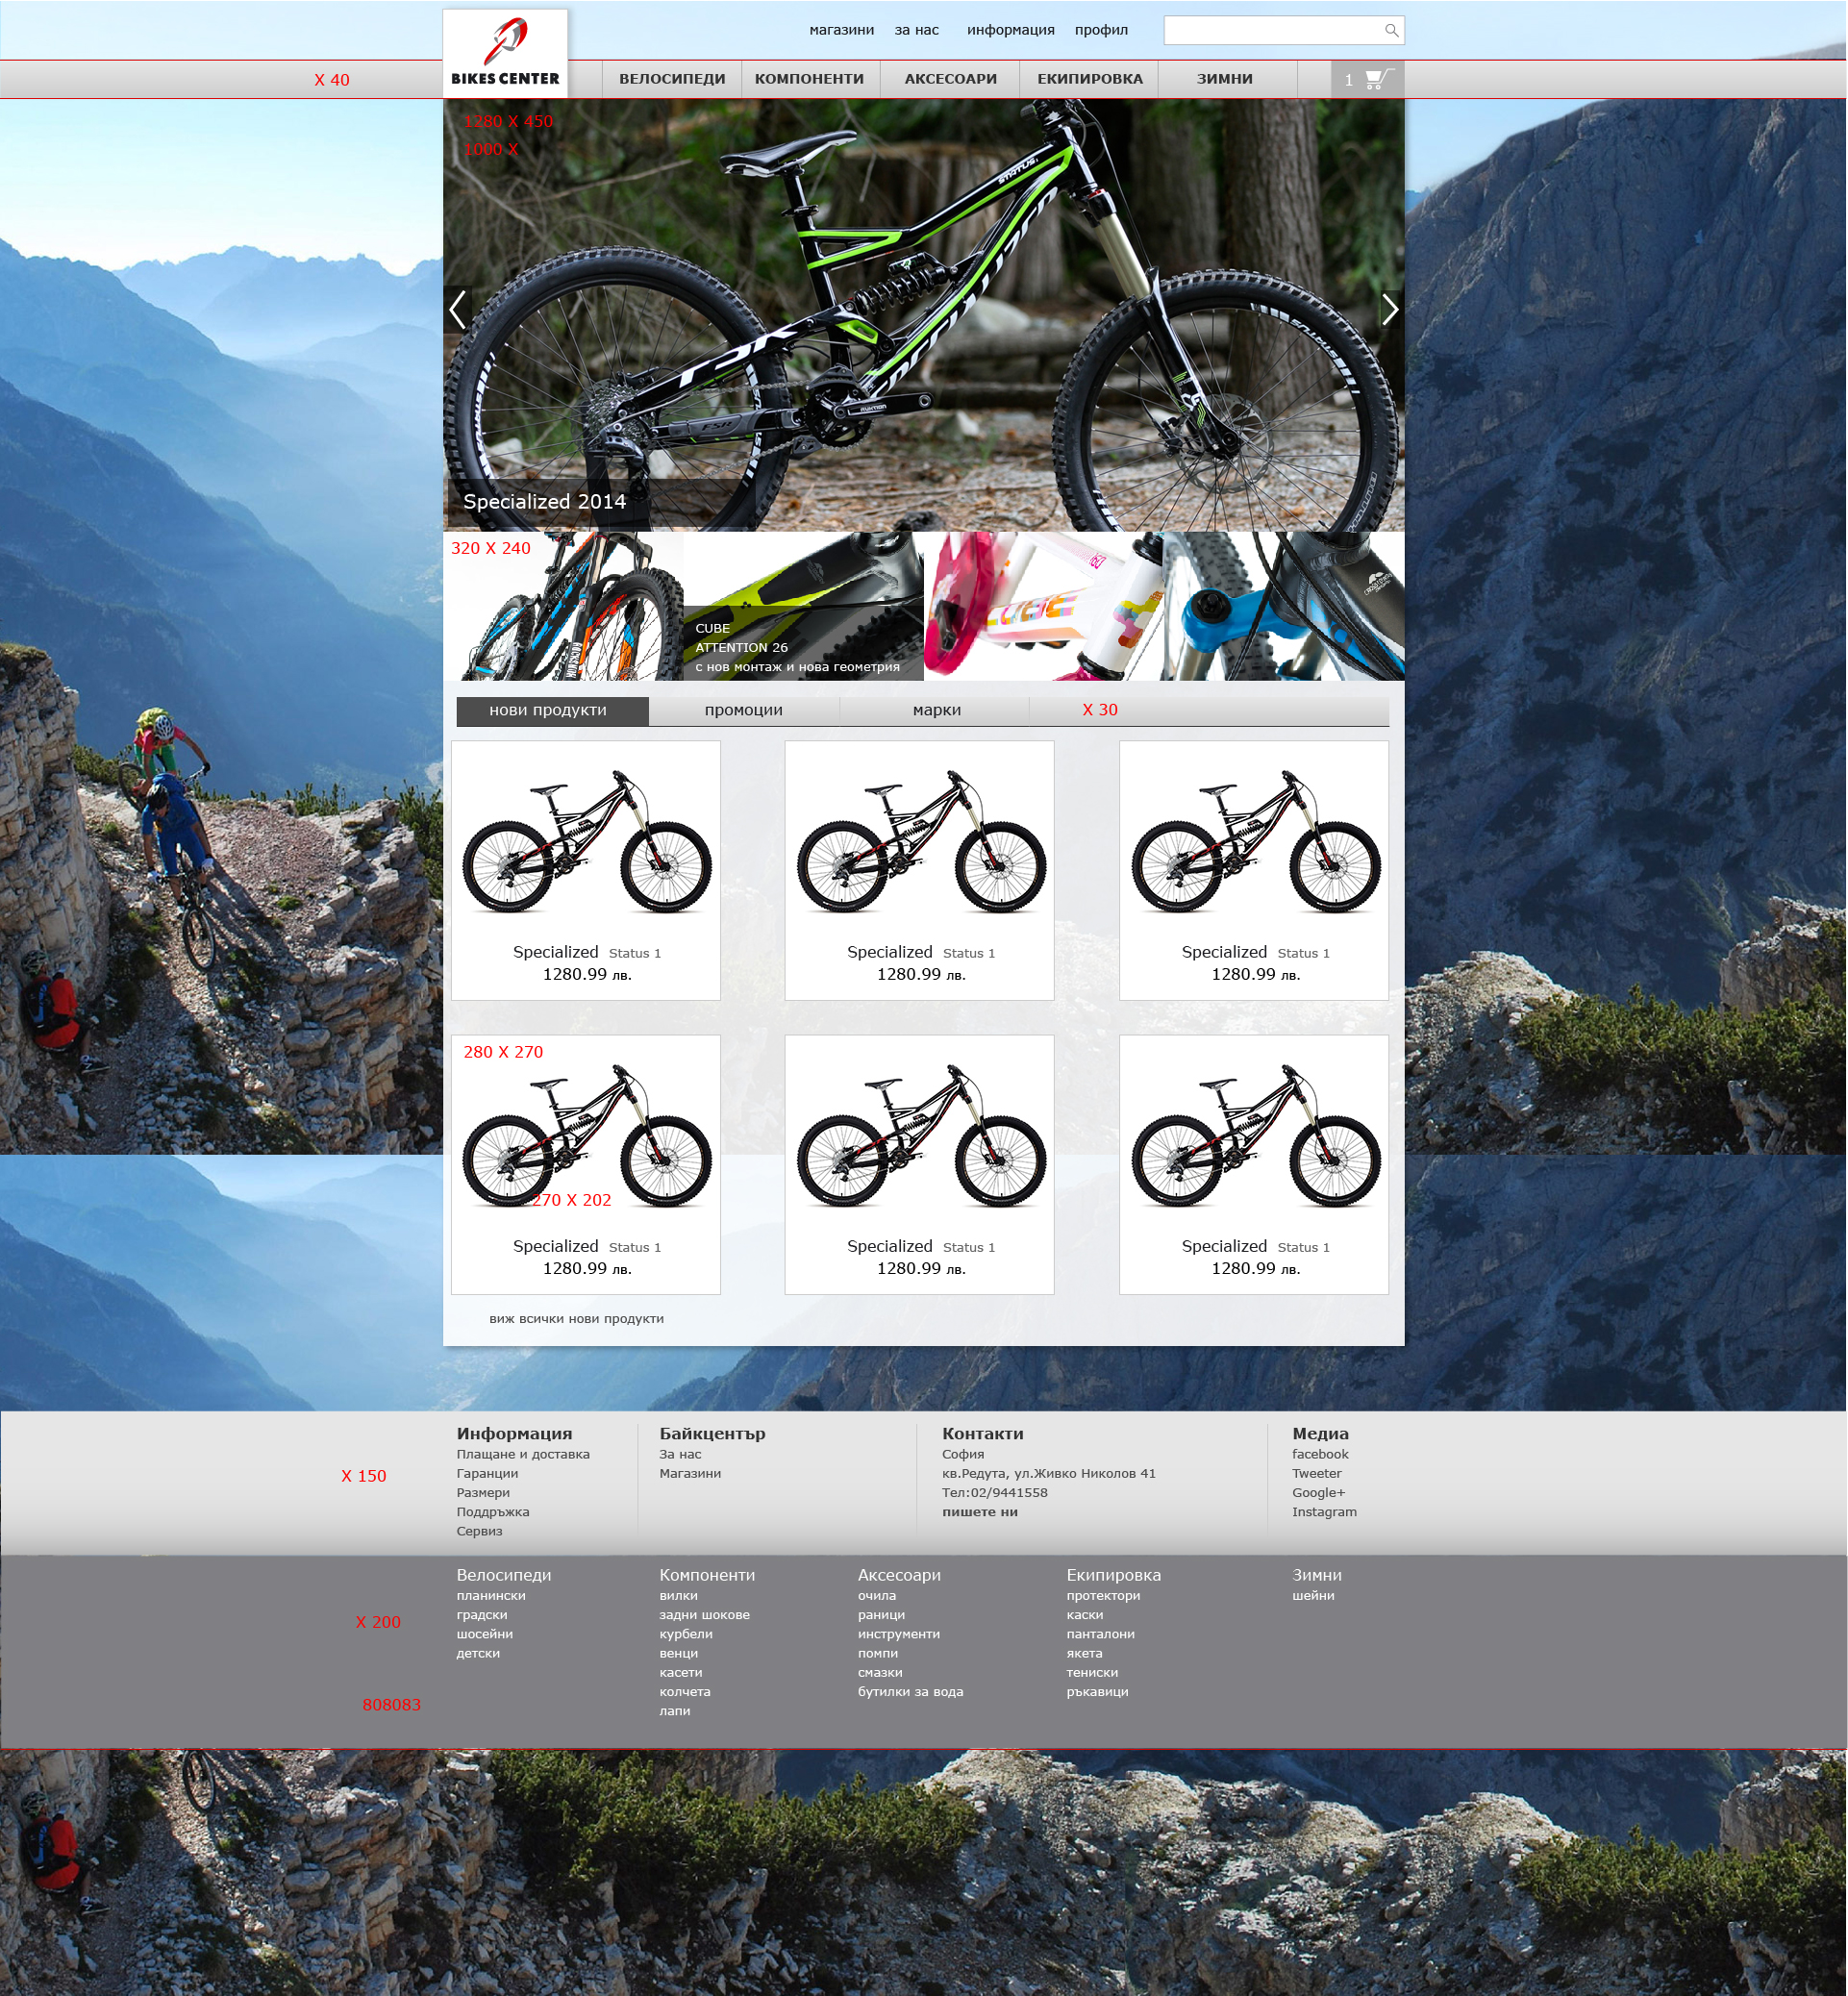 магазини за нас информация профил
BIKES CENTER
X 40
ВЕЛОСИПЕДИ КОМПОНЕНТИ АКСЕСОАРИ ЕКИПИРОВКА ЗИМНИ 1
1280 X 450
1000 X
STATUS
FSR
Specialized 2014
320 X 240
CUBE
ATTENTION 26
с нов монтаж и нова геометрия
нови продукти промоции марки X 30
Specialized Status 1
1280.99 лв.
Specialized Status 1
1280.99 лв.
Specialized Status 1
1280.99 лв.
280 X 270
270 X 202
Specialized Status 1
1280.99 лв.
Specialized Status 1
1280.99 лв.
Specialized Status 1
1280.99 лв.
виж всички нови продукти
X 150
Информация
Плащане и доставка
Гаранции
Размери
Поддръжка
Сервиз
Байкцентър
За нас
Магазини
Контакти
София
кв.Редута, ул.Живко Николов 41
Тел:02/9441558
пишете ни
Медиа
facebook
Tweeter
Google+
Instagram
X 200
808083
Велосипеди
планински
градски
шосейни
детски
Компоненти
вилки
задни шокове
курбели
венци
касети
колчета
лапи
Аксесоари
очила
раници
инструменти
помпи
смазки
бутилки за вода
Екипировка
протектори
каски
панталони
якета
тениски
ръкавици
Зимни
шейни